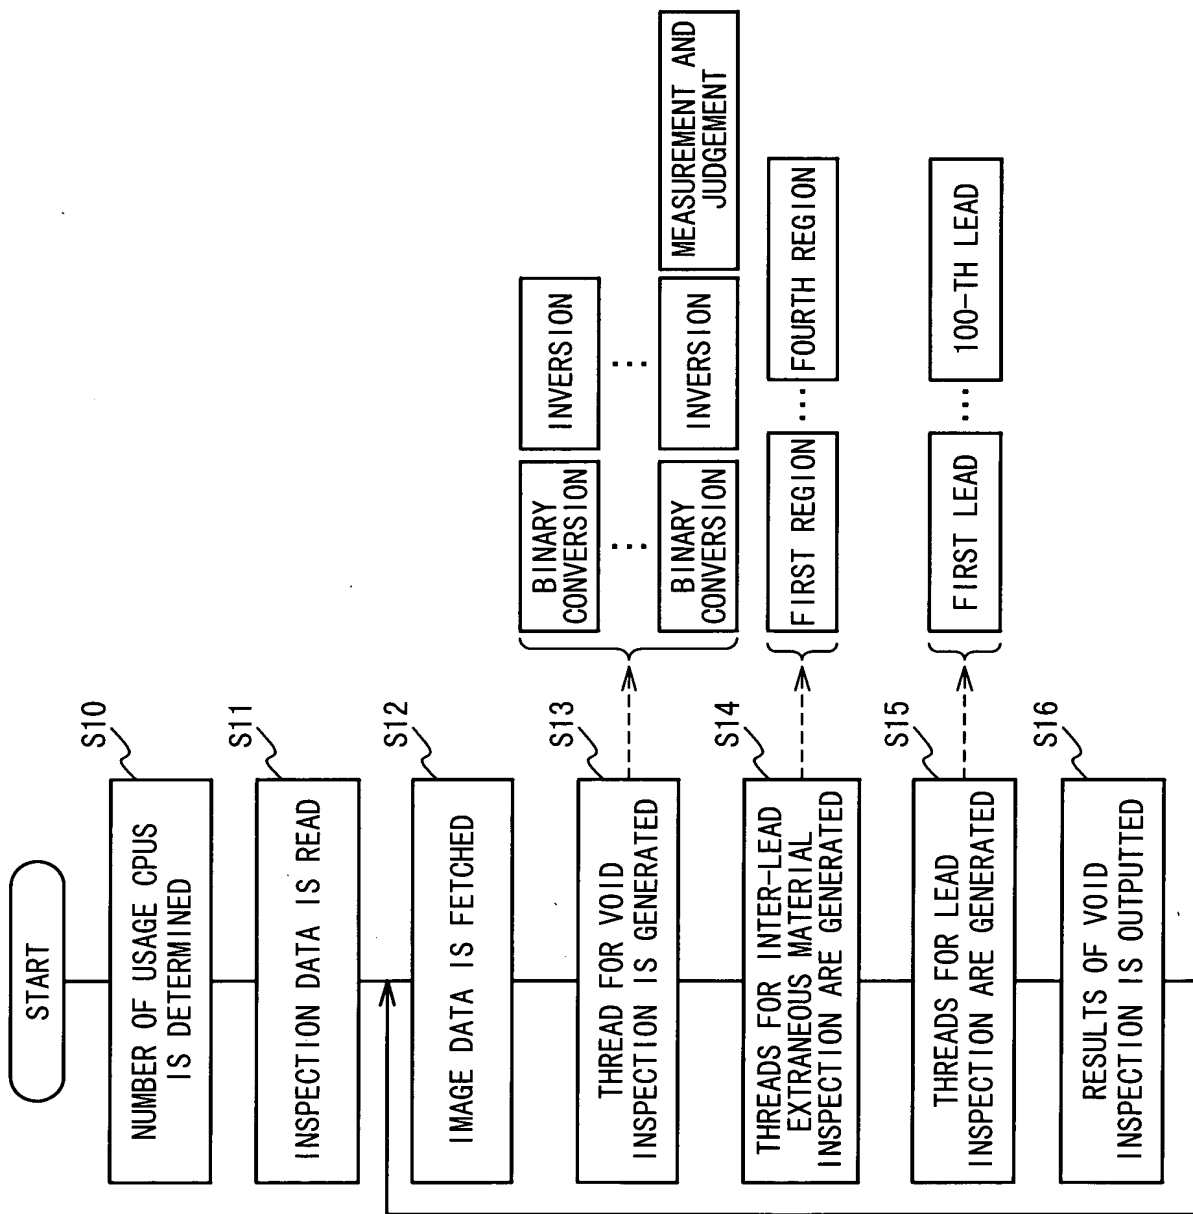 START
S10
NUMBER OF USAGE CPUS
IS DETERMINED
S11
INSPECTION DATA IS READ
S12
IMAGE DATA IS FETCHED
S13
THREAD FOR VOID
INSPECTION IS GENERATED
BINARY
CONVERSION
INVERSION
...
...
BINARY
CONVERSION
INVERSION
MEASUREMENT AND
JUDGEMENT
S14
THREADS FOR INTER-LEAD
EXTRANEOUS MATERIAL
INSPECTION ARE GENERATED
FIRST REGION
...
FOURTH REGION
S15
THREADS FOR LEAD
INSPECTION ARE GENERATED
FIRST LEAD
...
100-TH LEAD
S16
RESULTS OF VOID
INSPECTION IS OUTPUTTED